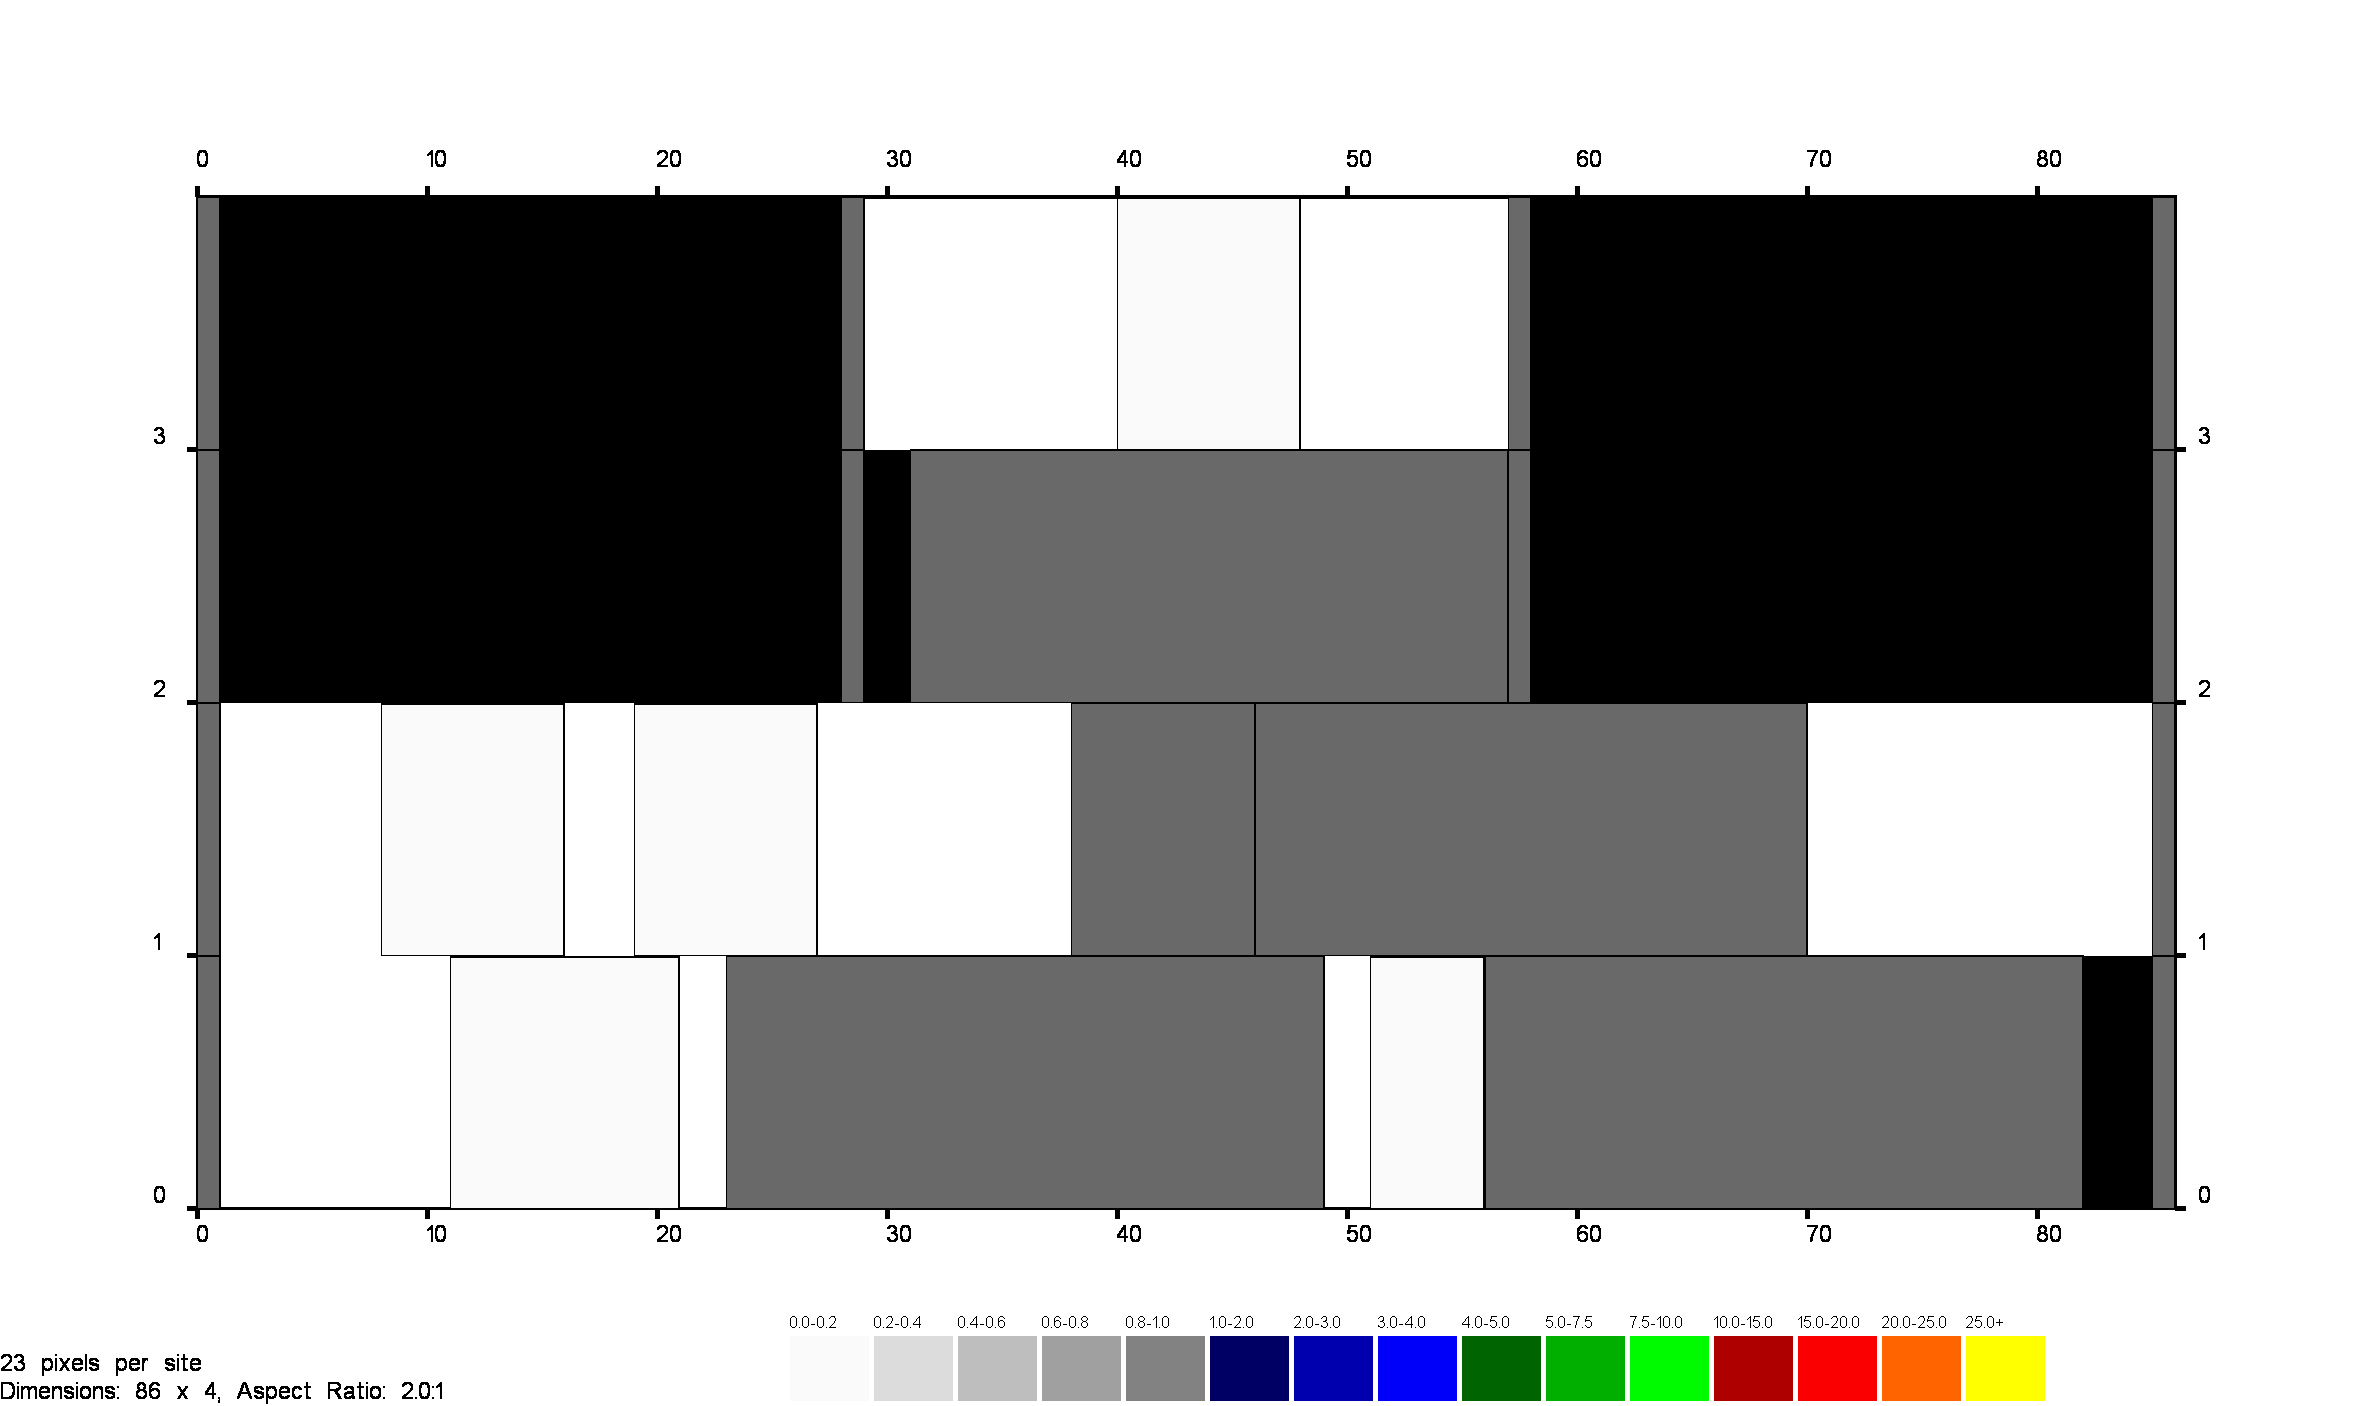 0 10 20 30 40 50 60 70 80
3 3
2 2
1 1
0 0
0 10 20 30 40 50 60 70 80
0.0-0.2 0.2-0.4 0.4-0.6 0.6-0.8 0.8-1.0 1.0-2.0 2.0-3.0 3.0-4.0 4.0-5.0 5.0-7.5 7.5-10.0 10.0-15.0 15.0-20.0 20.0-25.0 25.0+
23 pixels per site
Dimensions: 86 x 4, Aspect Ratio: 2.0:1